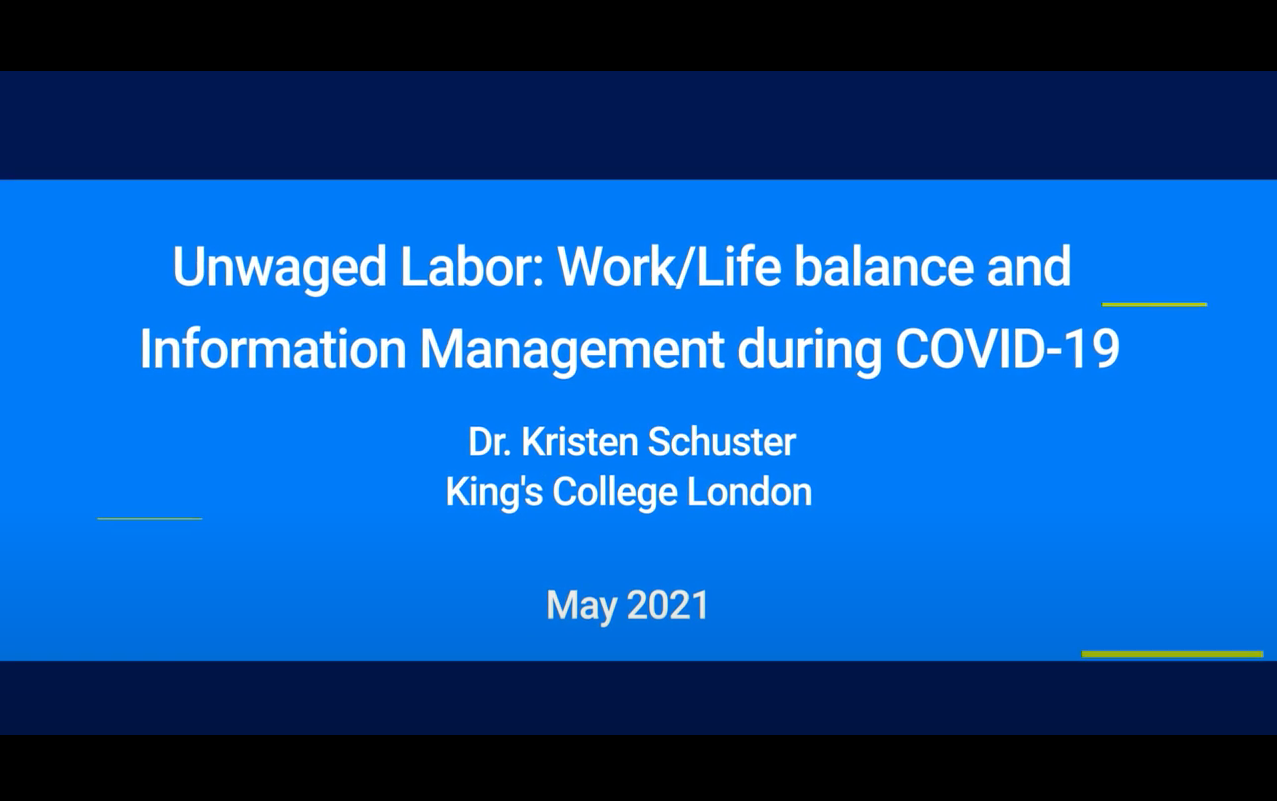 Unwaged Labor: Work/Life balance and
Information Management during COVID-19
Dr. Kristen Schuster
King's College London
May 2021